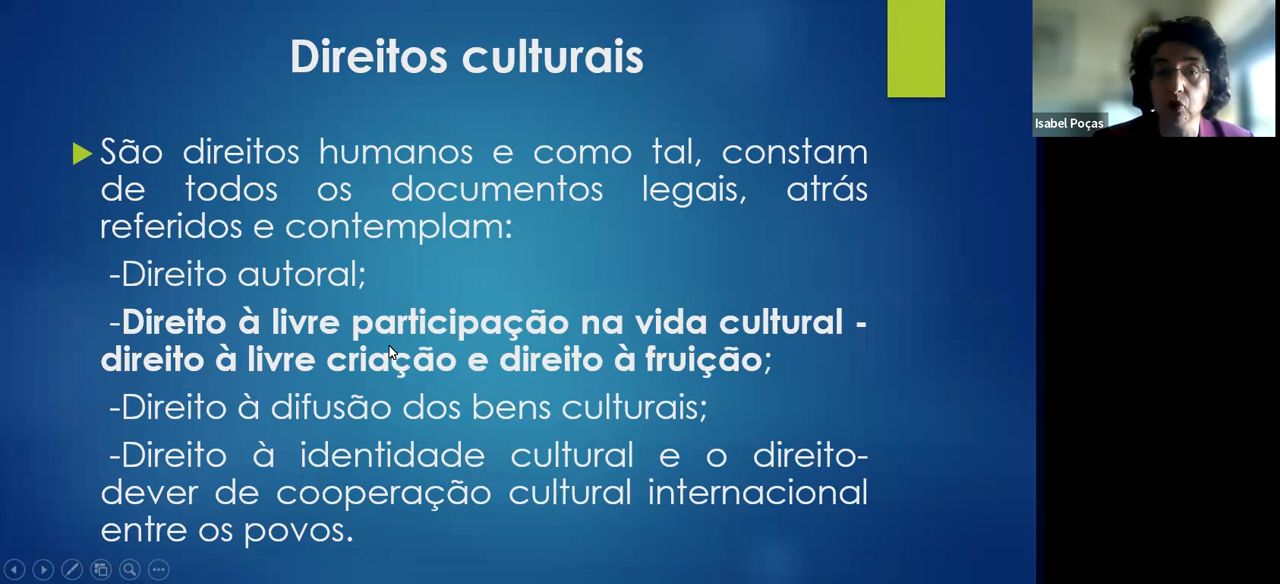 Direitos culturais
São direitos humanos e como tal, constam
de todos os documentos legais, atrás
referidos e contemplam:
-Direito autoral;
-Direito à livre participação na vida cultural -
direito à livre criação e direito à fruição;
-Direito à difusão dos bens culturais;
-Direito à identidade cultural e o direito-
dever de cooperação cultural internacional
entre os povos.
Isabel Poças